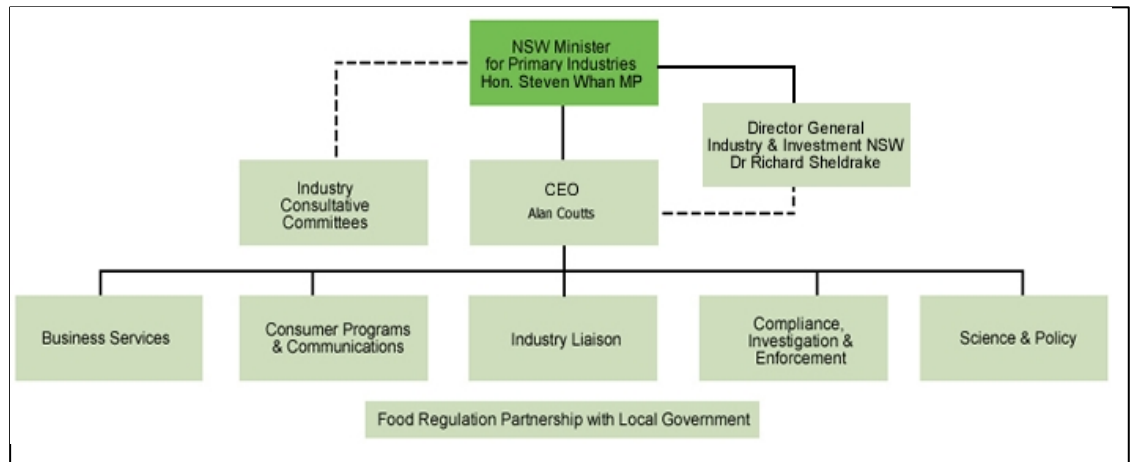 NSW Minister
for Primary Industries
Hon. Steven Whan MP
Director General
Industry & Investment NSW
Dr Richard Sheldrake
Industry
Consultative
Committees
CEO
Alan Coutts
Business Services
Consumer Programs
& Communications
Industry Liaison
Compliance,
Investigation &
Enforcement
Science & Policy
Food Regulation Partnership with Local Government